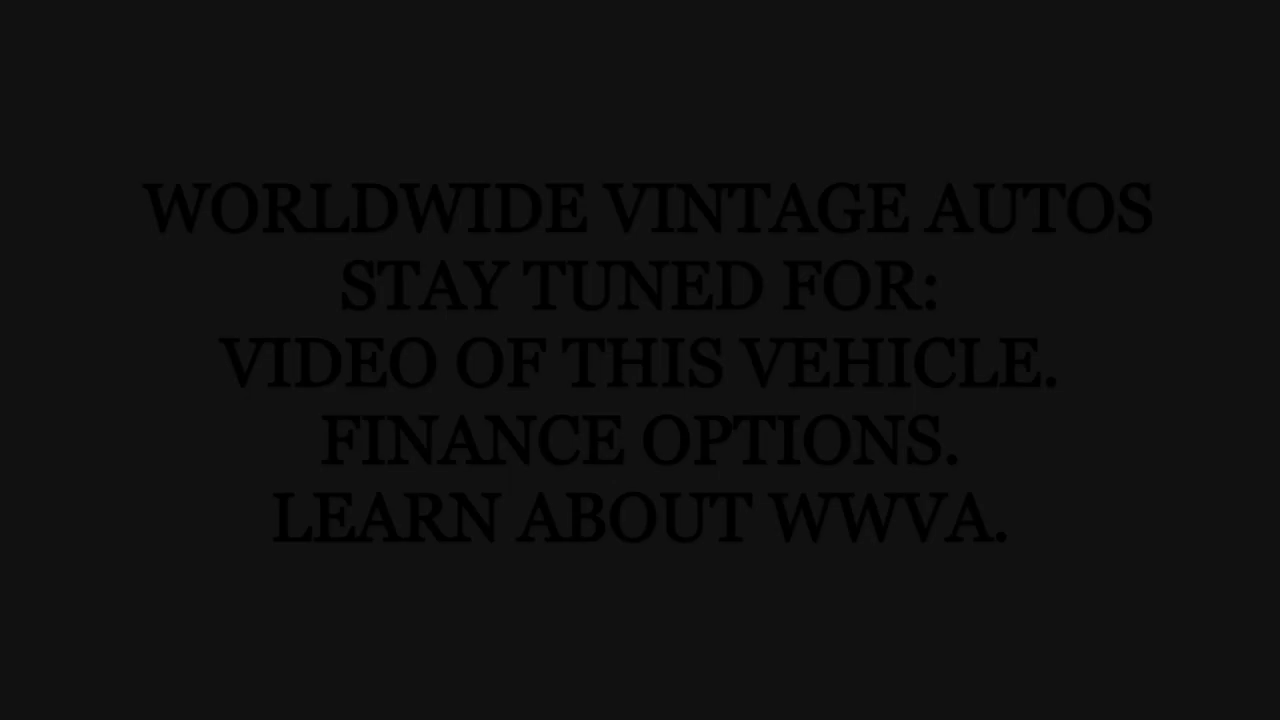 WORLDWIDE VINTAGE AUTOS
STAY TUNED FOR:
VIDEO OF THIS VEHICLE.
FINANCE OPTIONS.
LEARN ABOUT WWVA.